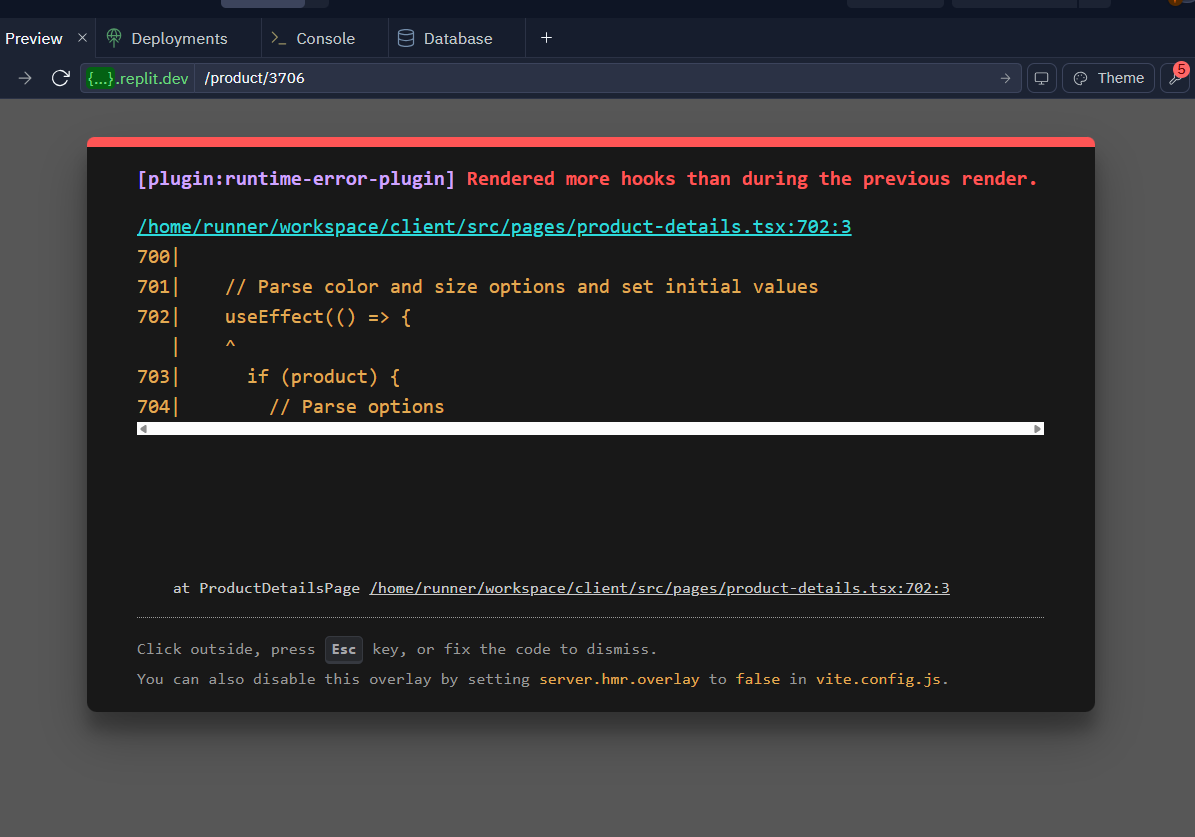 Preview × Deployments >_ Console Database +
{...}.replit.dev /product/3706 → Theme 5
[plugin:runtime-error-plugin] Rendered more hooks than during the previous render.
/home/runner/workspace/client/src/pages/product-details.tsx:702:3
700|
701|    // Parse color and size options and set initial values
702|    useEffect(() => {
   |    ^
703|      if (product) {
704|        // Parse options
at ProductDetailsPage /home/runner/workspace/client/src/pages/product-details.tsx:702:3
Click outside, press Esc key, or fix the code to dismiss.
You can also disable this overlay by setting server.hmr.overlay to false in vite.config.js.